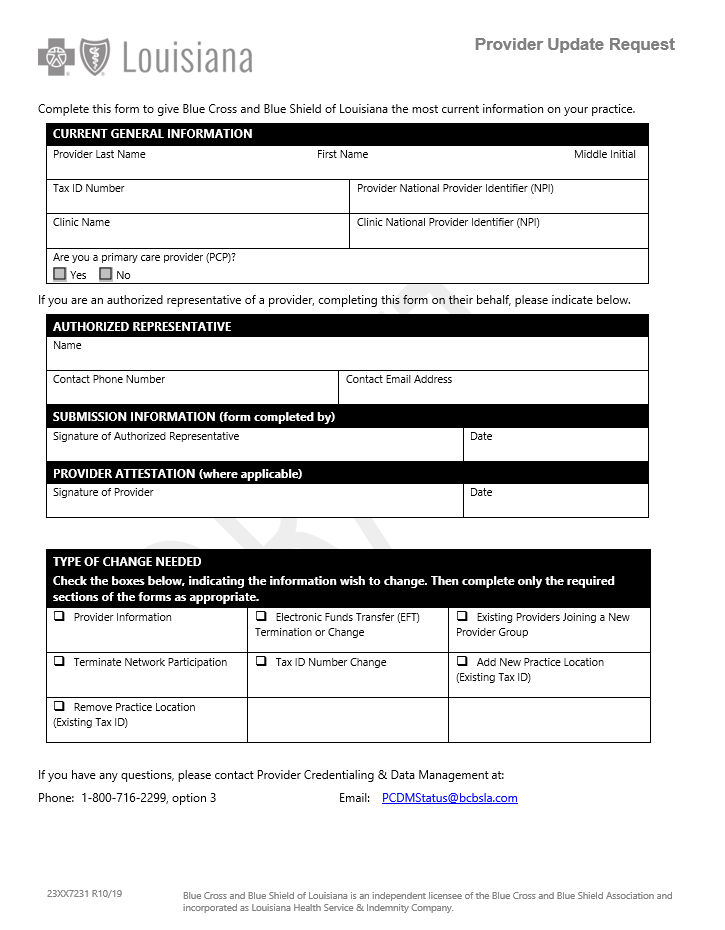 Louisiana
Provider Update Request
Complete this form to give Blue Cross and Blue Shield of Louisiana the most current information on your practice.
CURRENT GENERAL INFORMATION
Provider Last Name First Name Middle Initial
Tax ID Number Provider National Provider Identifier (NPI)
Clinic Name Clinic National Provider Identifier (NPI)
Are you a primary care provider (PCP)?
Yes No
If you are an authorized representative of a provider, completing this form on their behalf, please indicate below.
AUTHORIZED REPRESENTATIVE
Name
Contact Phone Number Contact Email Address
SUBMISSION INFORMATION (form completed by)
Signature of Authorized Representative Date
PROVIDER ATTESTATION (where applicable)
Signature of Provider Date
TYPE OF CHANGE NEEDED
Check the boxes below, indicating the information wish to change. Then complete only the required
sections of the forms as appropriate.
❑ Provider Information
❑ Electronic Funds Transfer (EFT)
Termination or Change
❑ Existing Providers Joining a New
Provider Group
❑ Terminate Network Participation
❑ Tax ID Number Change
❑ Add New Practice Location
(Existing Tax ID)
❑ Remove Practice Location
(Existing Tax ID)
If you have any questions, please contact Provider Credentialing & Data Management at:
Phone: 1-800-716-2299, option 3 Email: PCDMStatus@bcbsla.com
23XX7231 R10/19
Blue Cross and Blue Shield of Louisiana is an independent licensee of the Blue Cross and Blue Shield Association and
incorporated as Louisiana Health Service & Indemnity Company.